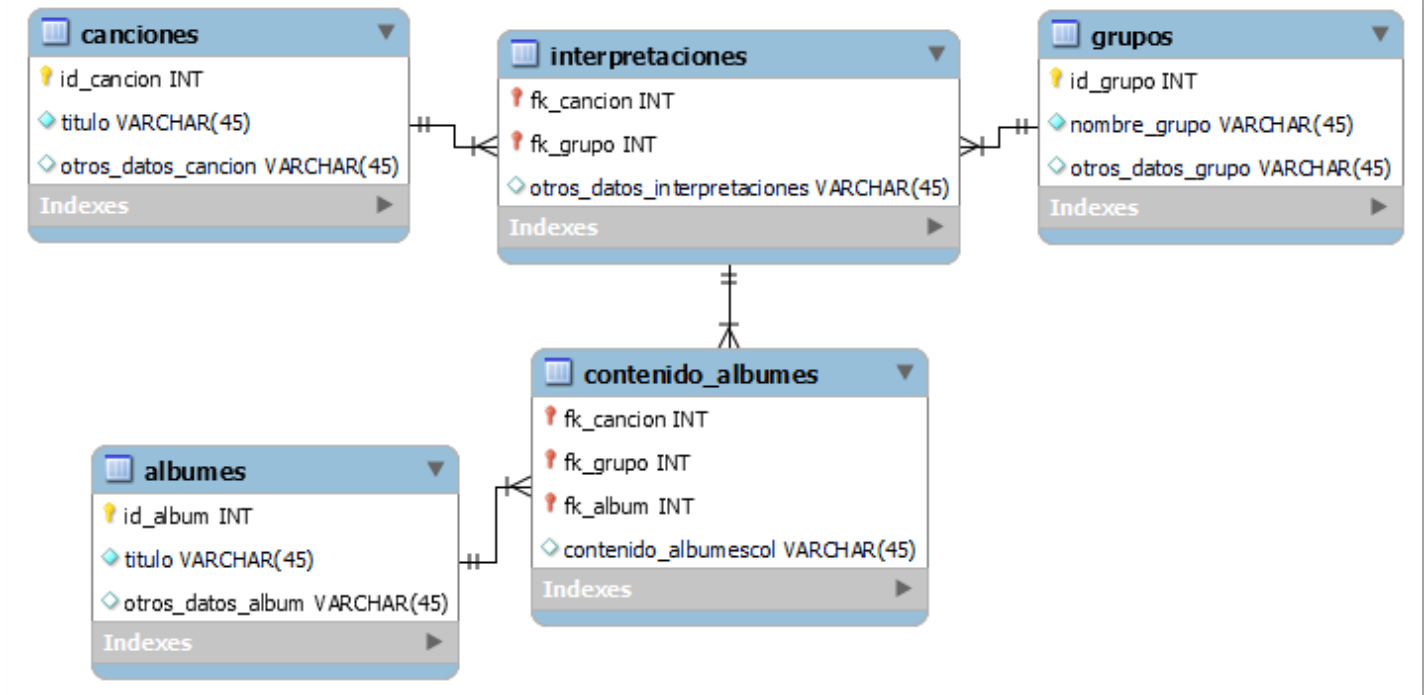 canciones
id_cancion INT
titulo VARCHAR(45)
otros_datos_cancion VARCHAR(45)
Indexes
interpretaciones
fk_cancion INT
fk_grupo INT
otros_datos_interpretaciones VARCHAR(45)
Indexes
grupos
id_grupo INT
nombre_grupo VARCHAR(45)
otros_datos_grupo VARCHAR(45)
Indexes
contenido_albumes
fk_cancion INT
fk_grupo INT
fk_album INT
contenido_albumescol VARCHAR(45)
Indexes
albumes
id_album INT
titulo VARCHAR(45)
otros_datos_album VARCHAR(45)
Indexes